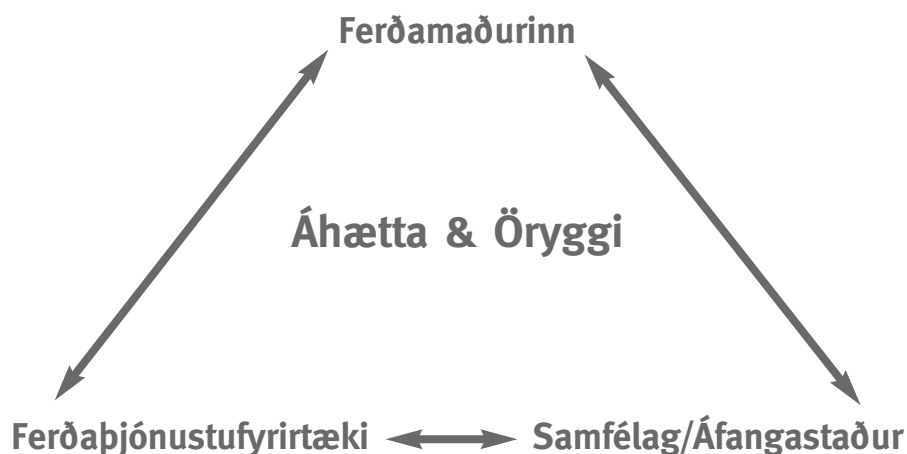 Ferðamaðurinn
Áhætta & Öryggi
Ferðaþjónustufyrirtæki
Samfélag/Áfangastaður